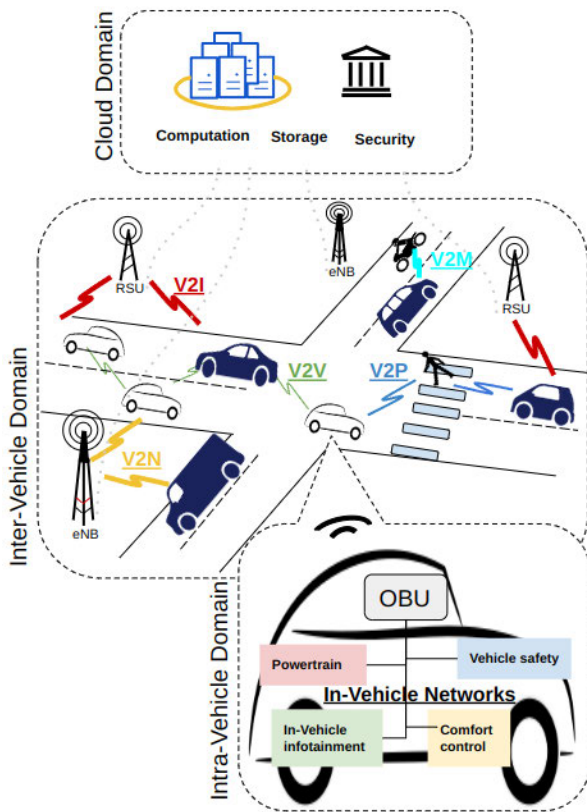 Cloud Domain
Computation
Storage
Security
Inter-Vehicle Domain
RSU
V2I
eNB
V2M
RSU
V2V
V2P
V2N
eNB
Intra-Vehicle Domain
OBU
Powertrain
Vehicle safety
In-Vehicle Networks
In-Vehicle
infotainment
Comfort
control